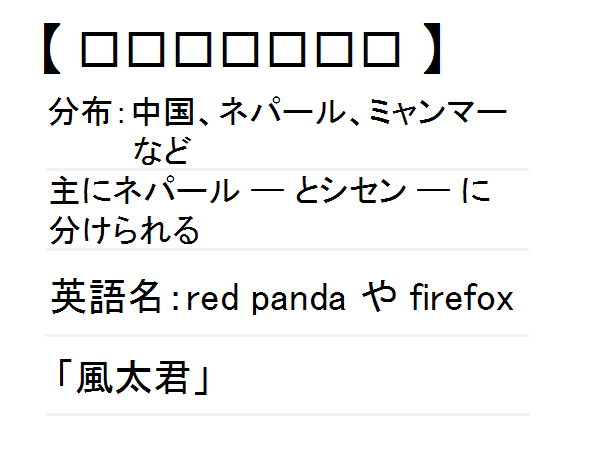 【 □□□□□□□ 】
分布：中国、ネパール、ミャンマー
など
主にネパール ― とシセン ― に
分けられる
英語名：red panda や firefox
「風太君」